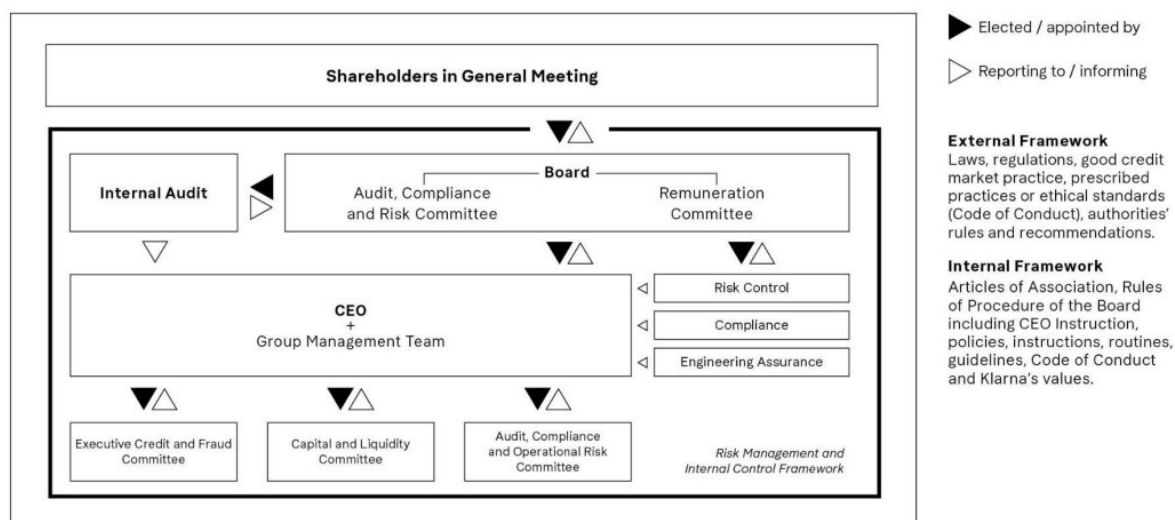 Shareholders in General Meeting
Internal Audit
Board
Audit, Compliance
and Risk Committee
Remuneration
Committee
CEO
+
Group Management Team
Risk Control
Compliance
Engineering Assurance
Executive Credit and Fraud
Committee
Capital and Liquidity
Committee
Audit, Compliance
and Operational Risk
Committee
Risk Management and
Internal Control Framework
Elected / appointed by
Reporting to / informing
External Framework
Laws, regulations, good credit
market practice, prescribed
practices or ethical standards
(Code of Conduct), authorities’
rules and recommendations.
Internal Framework
Articles of Association, Rules
of Procedure of the Board
including CEO Instruction,
policies, instructions, routines,
guidelines, Code of Conduct
and Klarna’s values.